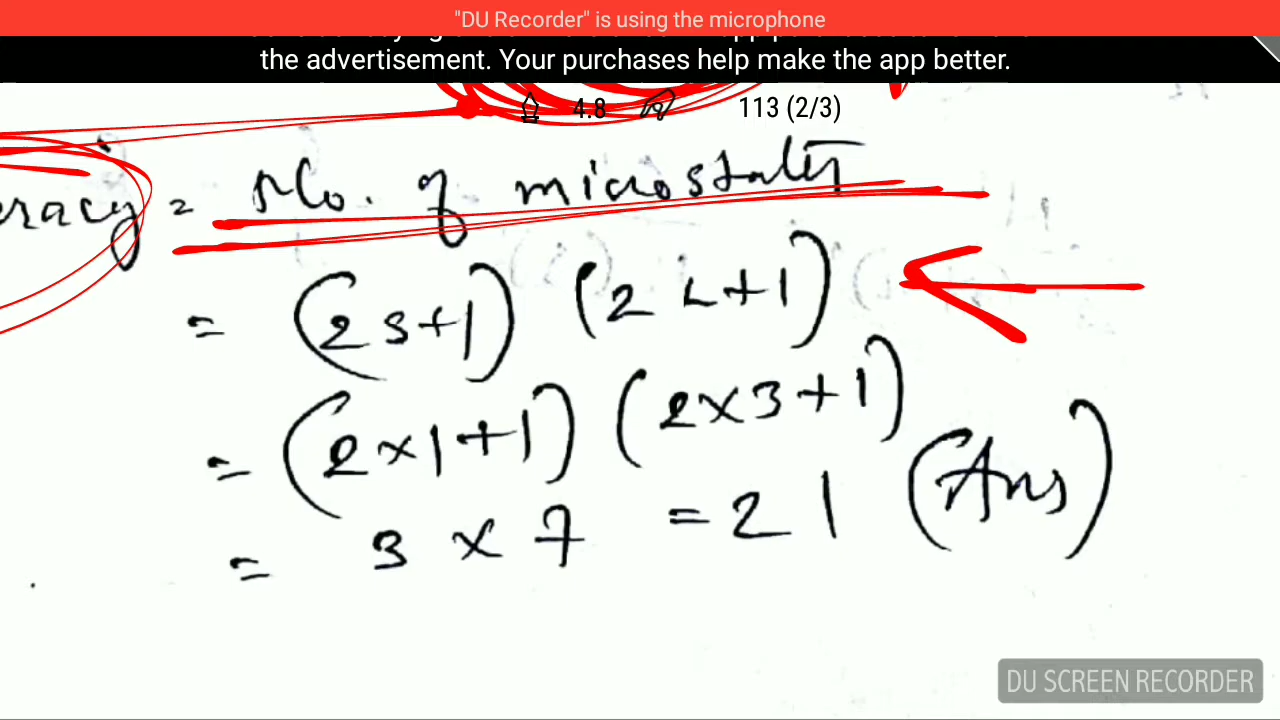 "DU Recorder" is using the microphone
the advertisement. Your purchases help make the app better.
4.8 113 (2/3)
eracy = No. of microstates
= (2s+1) (2L+1)
= (2×1+1) (2×3+1)
= 3 × 7 = 21 (Ans)
DU SCREEN RECORDER